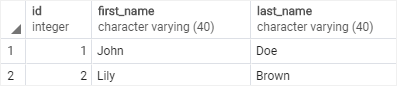 id first_name last_name
integer character varying (40) character varying (40)
1 1 John Doe
2 2 Lily Brown